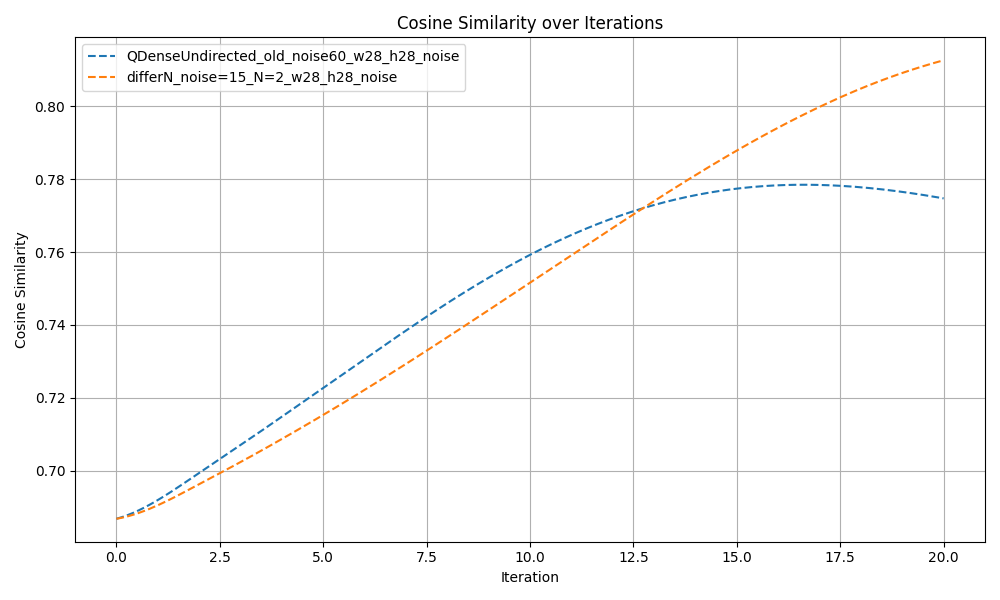 Cosine Similarity over Iterations
QDenseUndirected_old_noise60_w28_h28_noise
differN_noise=15_N=2_w28_h28_noise
0.80
0.78
0.76
0.74
0.72
0.70
Cosine Similarity
0.0 2.5 5.0 7.5 10.0 12.5 15.0 17.5 20.0
Iteration